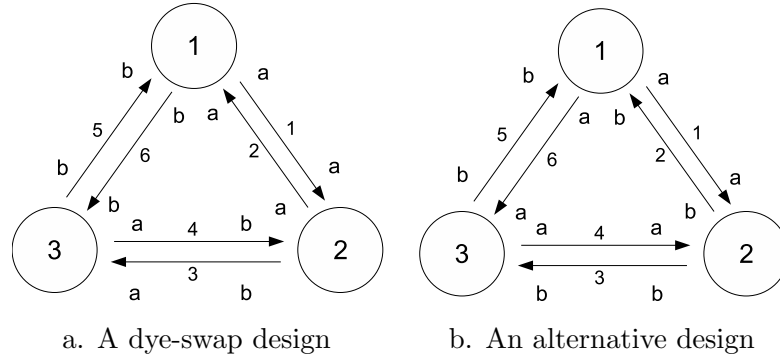 1 1
b a b a
b a a b
5 1 5 1
6 2 6 2
b a b a
b a a b
3 a 4 b 2 3 a 4 a 2
3 3
a b b b
a. A dye-swap design b. An alternative design